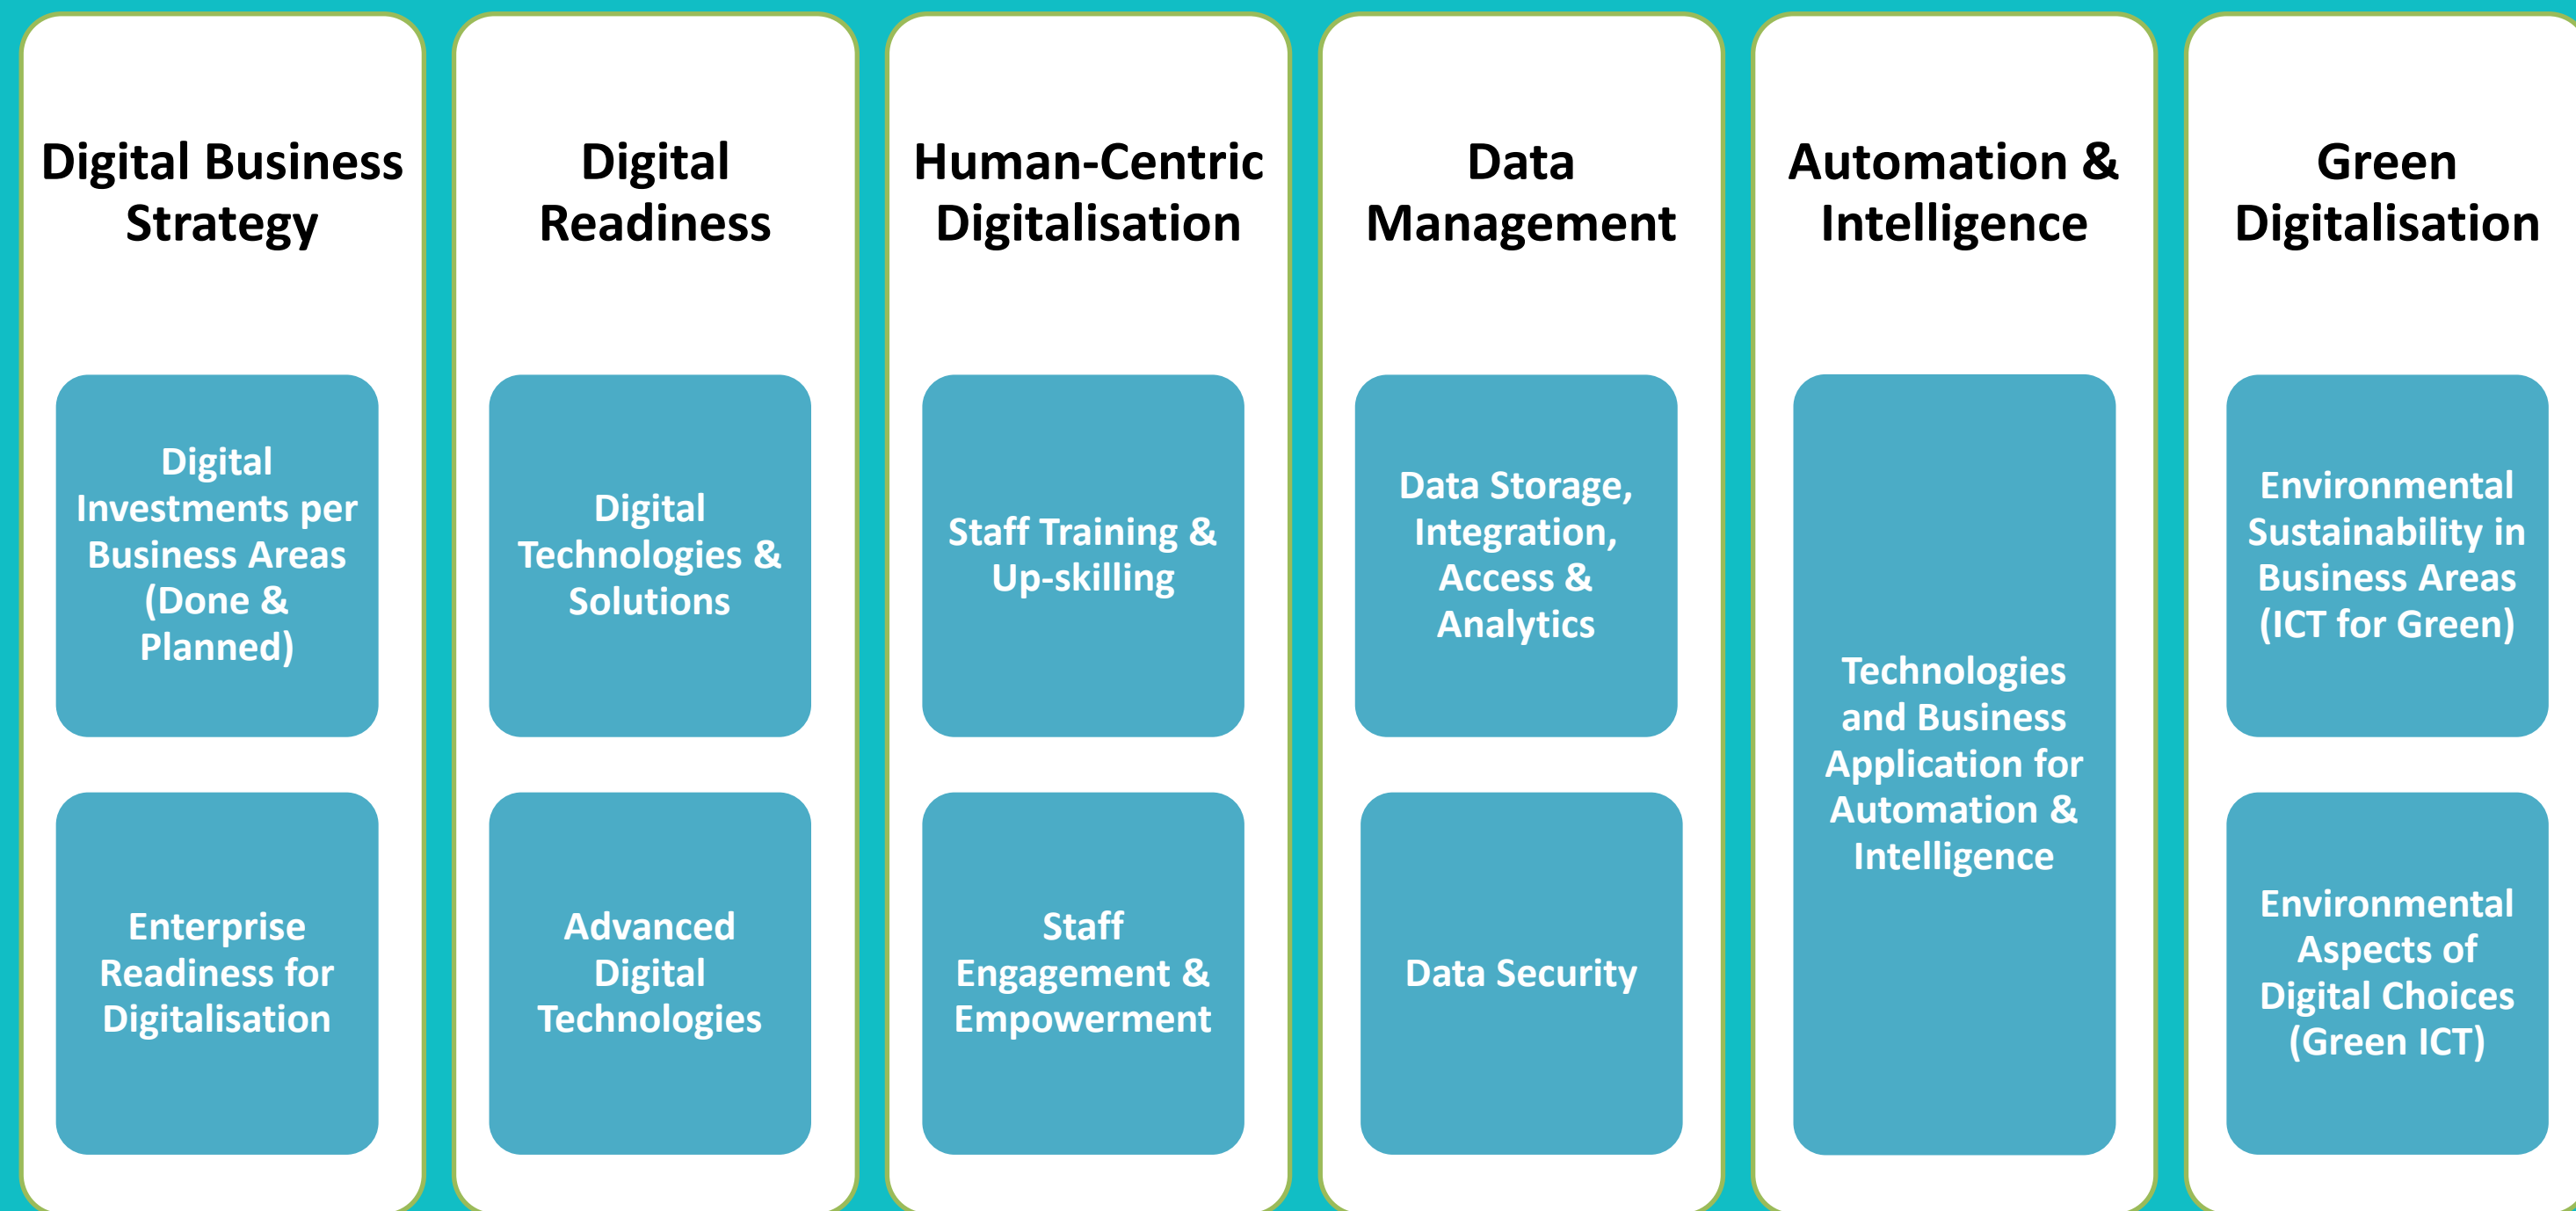 Digital Business
Strategy
Digital
Investments per
Business Areas
(Done &
Planned)
Enterprise
Readiness for
Digitalisation
Digital
Readiness
Digital
Technologies &
Solutions
Advanced
Digital
Technologies
Human-Centric
Digitalisation
Staff Training &
Up-skilling
Staff
Engagement &
Empowerment
Data
Management
Data Storage,
Integration,
Access &
Analytics
Data Security
Automation &
Intelligence
Technologies
and Business
Application for
Automation &
Intelligence
Green
Digitalisation
Environmental
Sustainability in
Business Areas
(ICT for Green)
Environmental
Aspects of
Digital Choices
(Green ICT)